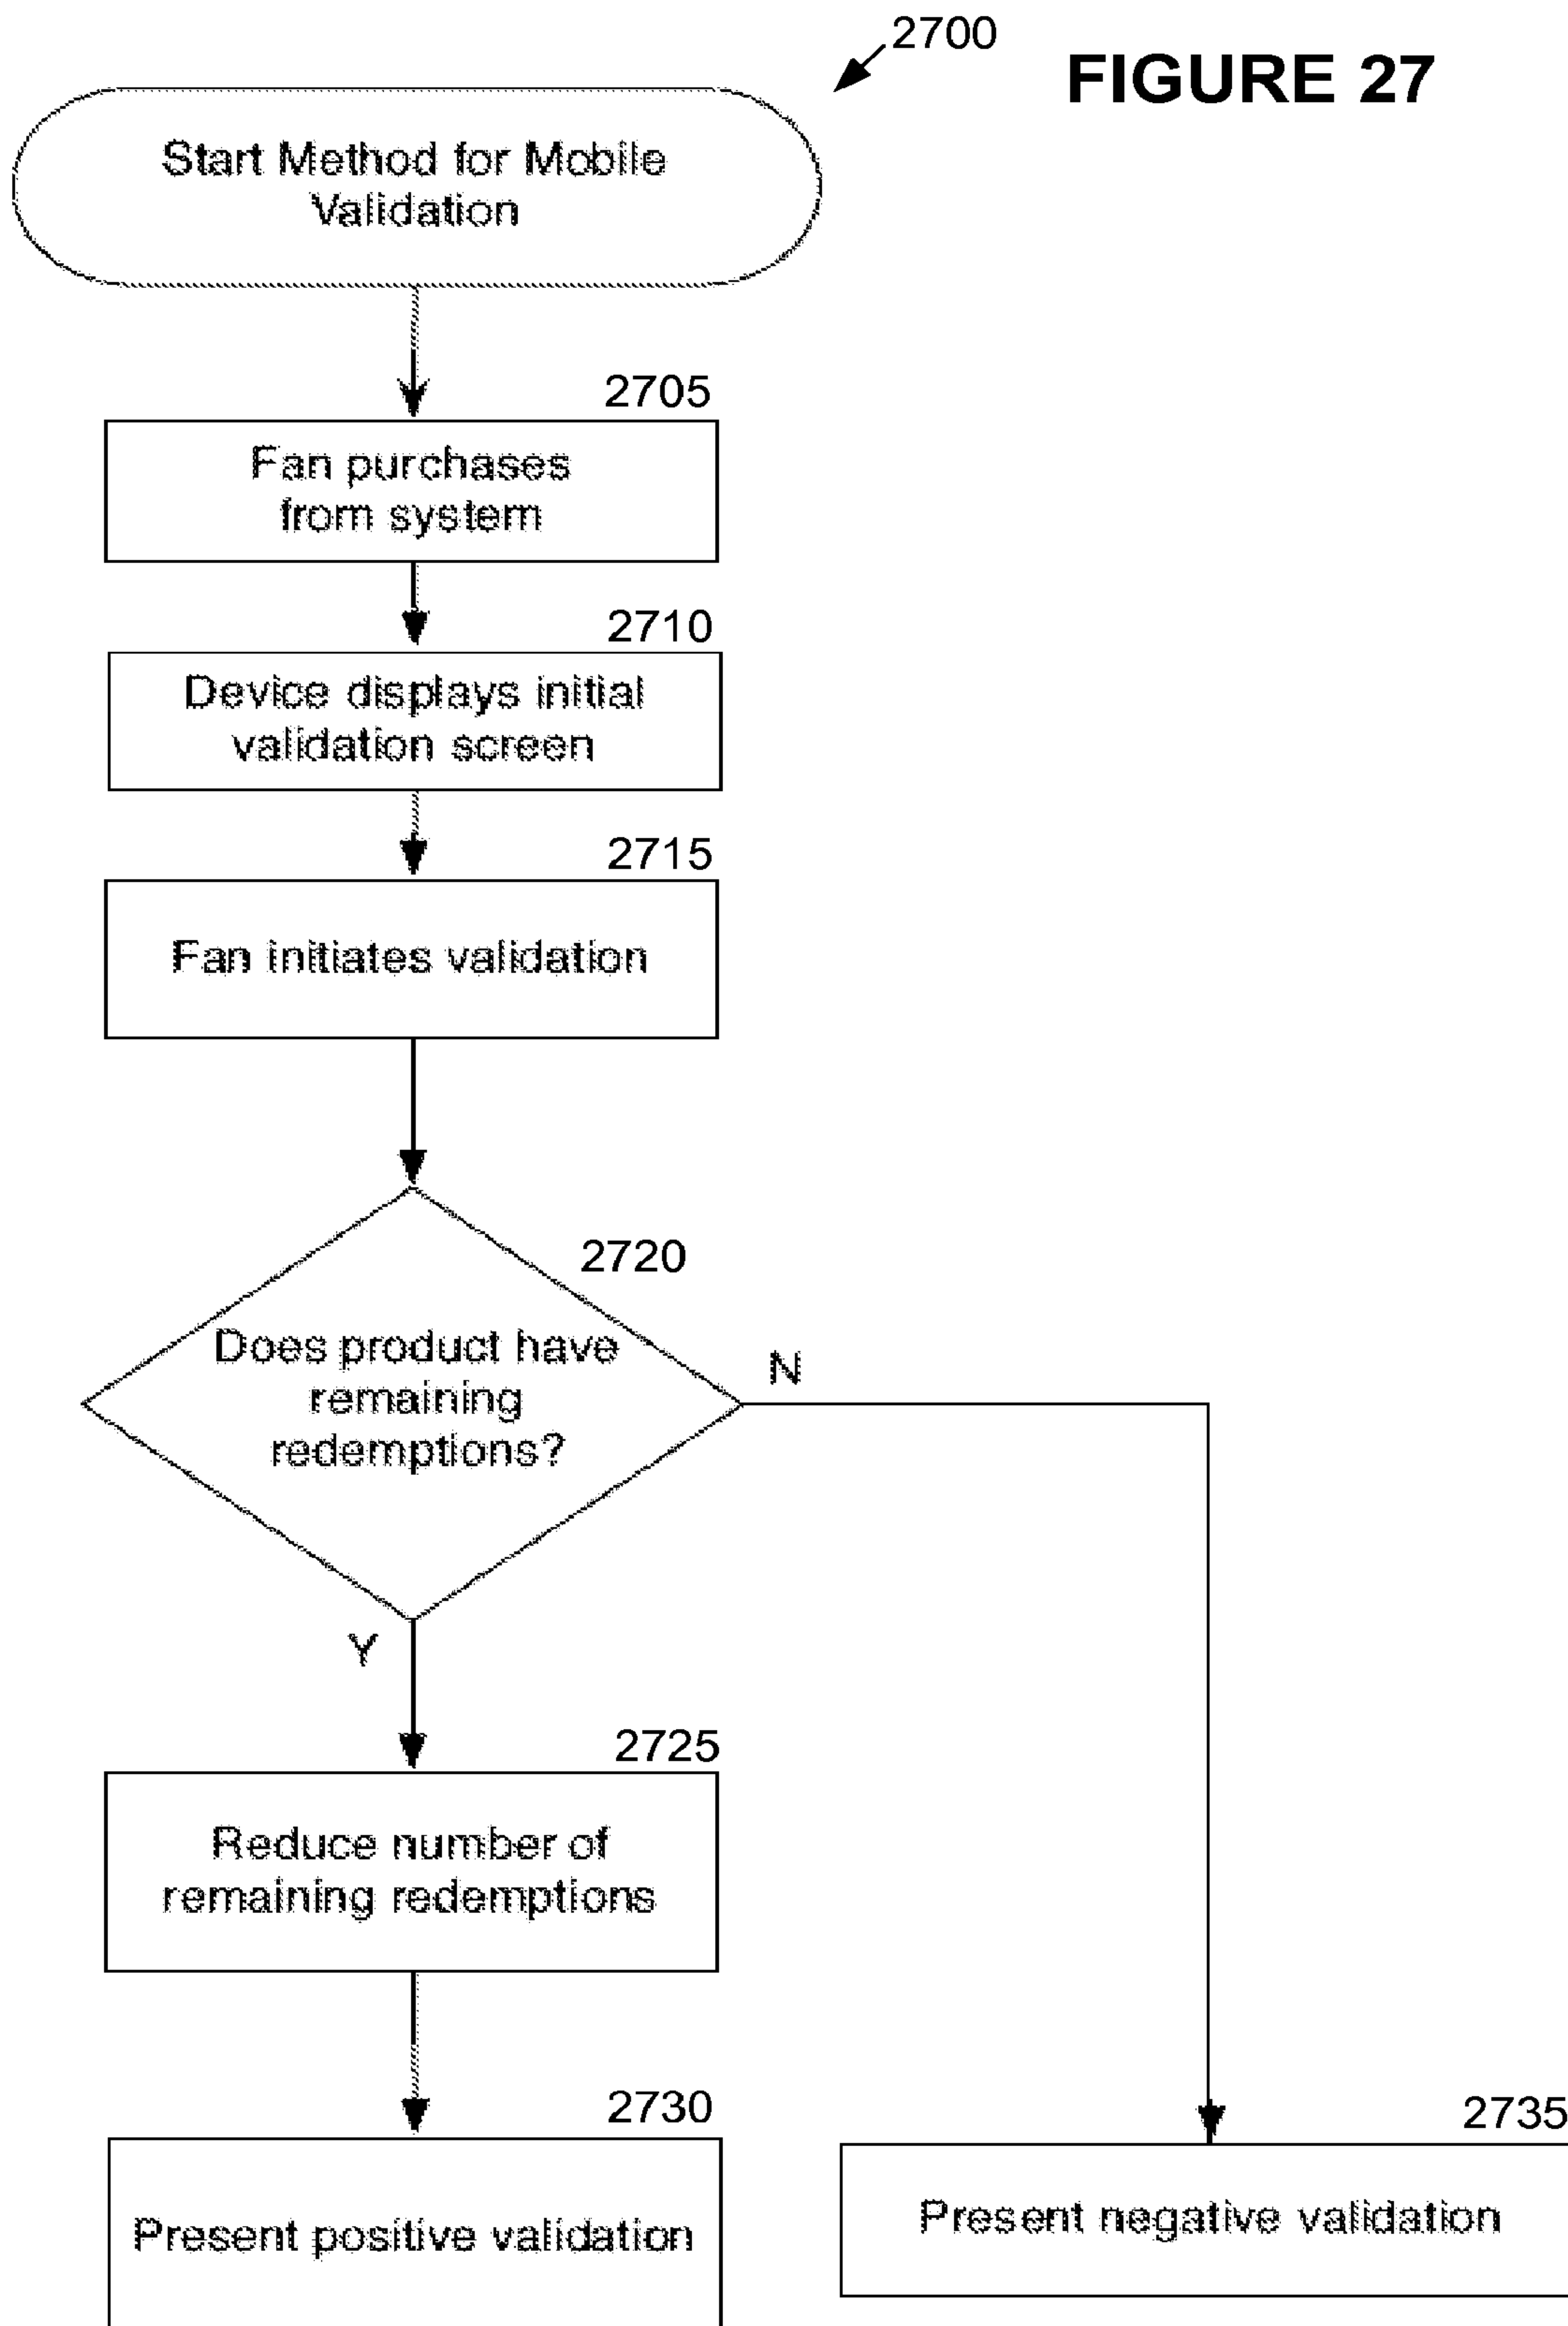 2700
FIGURE 27
Start Method for Mobile
Validation
2705
Fan purchases
from system
2710
Device displays initial
validation screen
2715
Fan initiates validation
2720
Does product have
remaining
redemptions?
N
Y
2725
Reduce number of
remaining redemptions
2730
Present positive validation
2735
Present negative validation